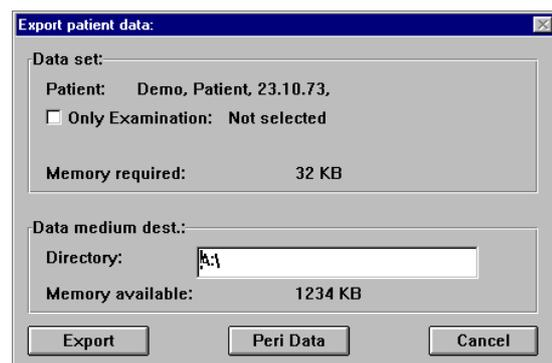 Export patient data:
Data set:
Patient: Demo, Patient, 23.10.73,
Only Examination: Not selected
Memory required: 32 KB
Data medium dest.:
Directory: A:\
Memory available: 1234 KB
Export Peri Data Cancel